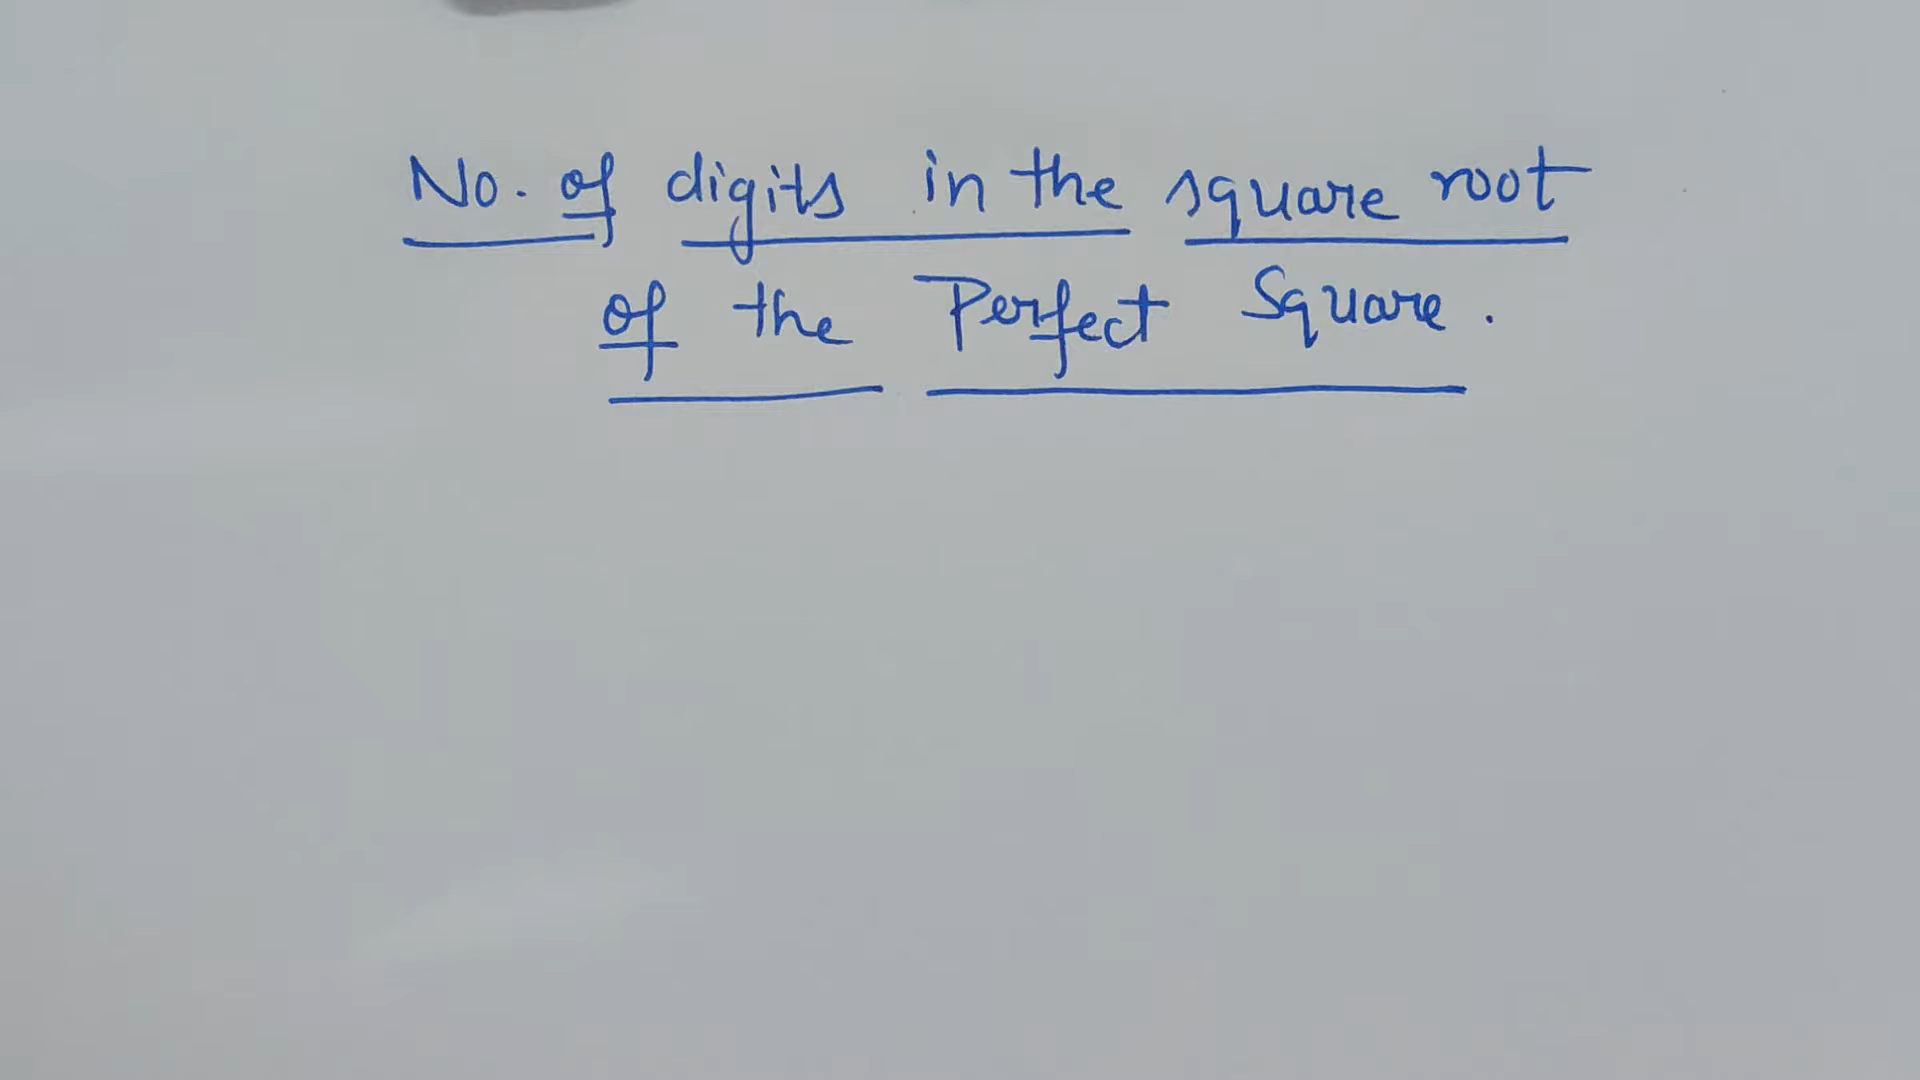 No. of digits in the square root
of the Perfect Square.